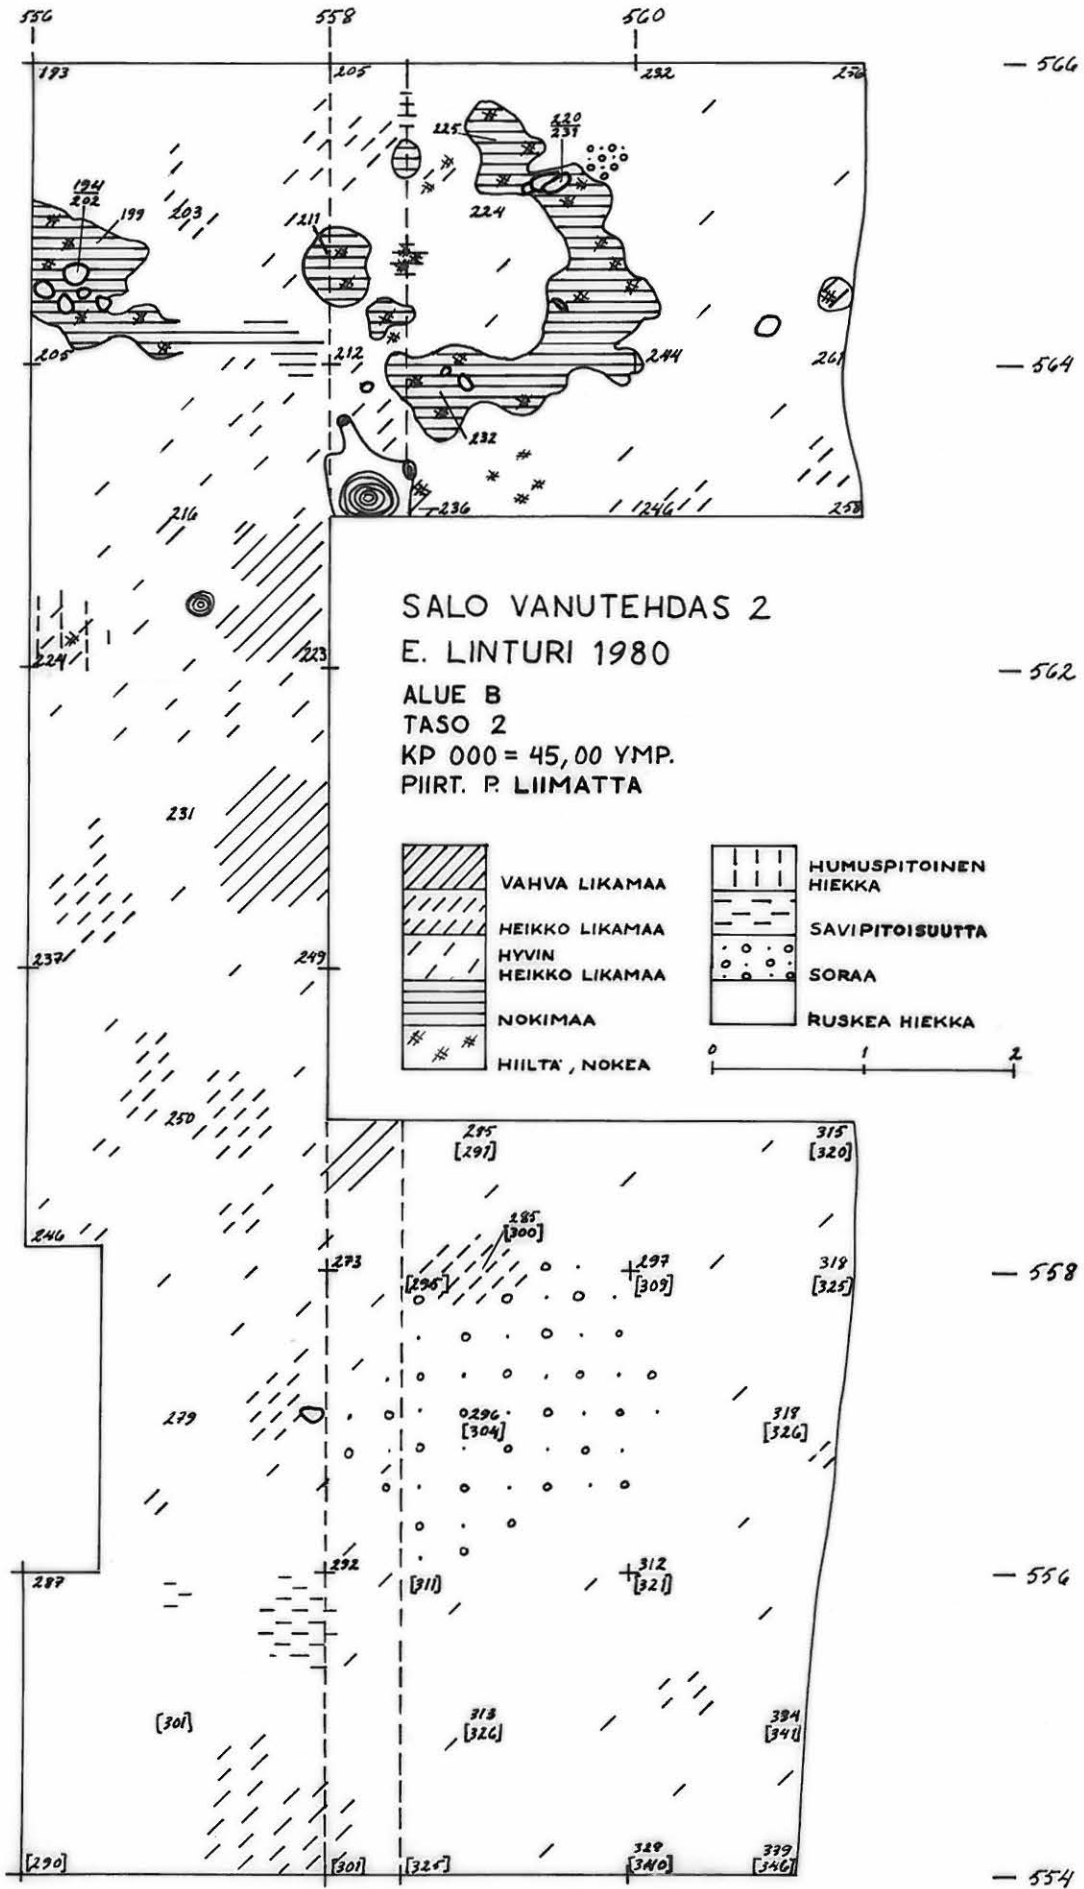 556 558 560
193 205 232 566
225 220
231
194
202
199 203 211 224
205 212 244 261 564
232
216 236 246 258
SALO VANUTEHDAS 2
E. LINTURI 1980
224 223 562
ALUE B
TASO 2
KP 000 = 45,00 YMP.
PIIRT. P. LIIMATTA
231
VAHVA LIKAMAA
HEIKKO LIKAMAA
HYVIN
HEIKKO LIKAMAA
NOKIMAA
HIILTÄ, NOKEA
HUMUSPITOINEN
HIEKKA
SAVIPITOISUUTTA
SORAA
RUSKEA HIEKKA
0 1 2
237 249
250
285 315
[297] [320]
285
[300]
246
273 297 318 558
[295] [309] [325]
279 296 318
[304] [326]
287 292 312 556
[311] [321]
[301] 313 334
[326] [341]
329 339
[290] [301] [325] [340] [346] 554